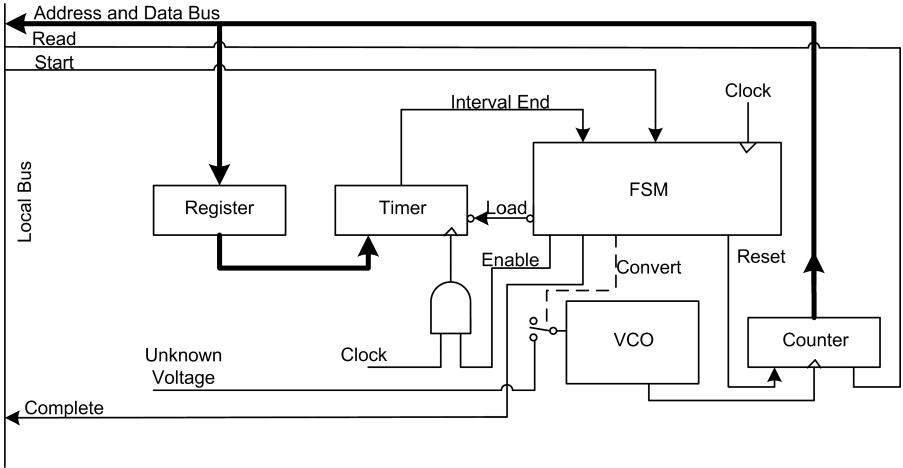 Address and Data Bus
Read
Start
Clock
Interval End
Local Bus
FSM
Register
Timer
Load
Enable
Convert
Reset
VCO
Counter
Unknown
Voltage
Clock
Complete